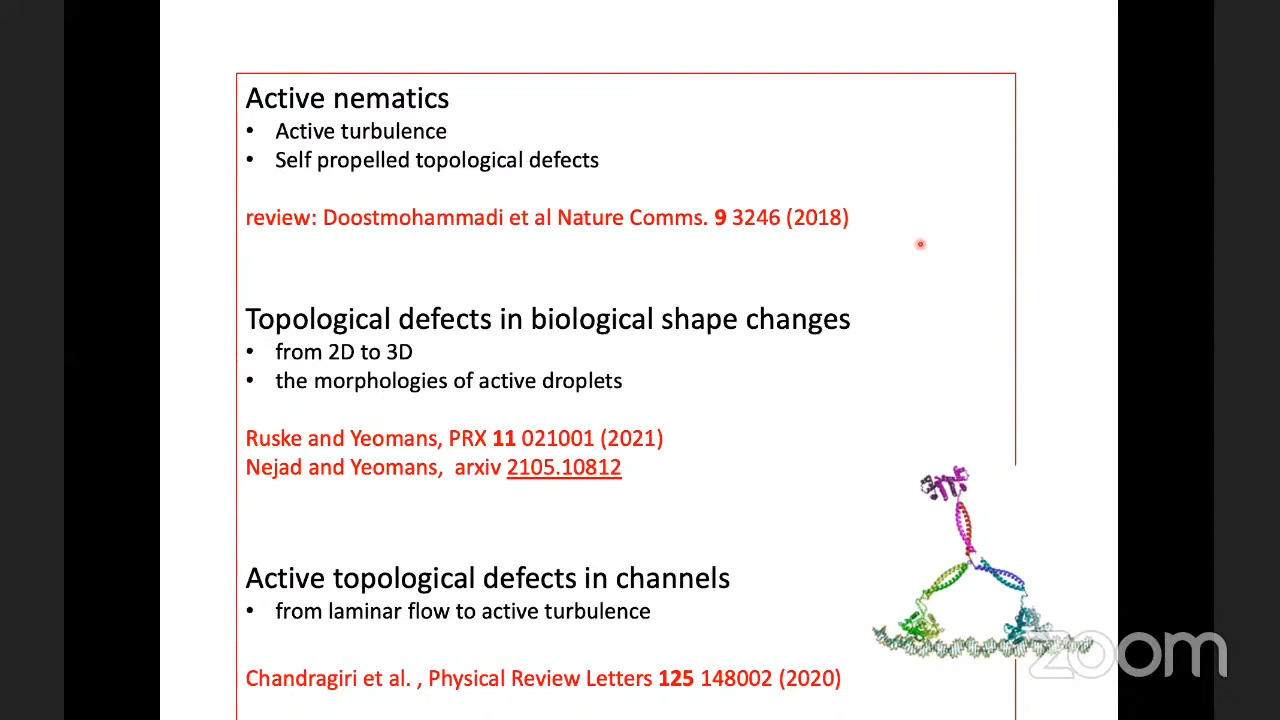 Active nematics
• Active turbulence
• Self propelled topological defects
review: Doostmohammadi et al Nature Comms. 9 3246 (2018)
Topological defects in biological shape changes
• from 2D to 3D
• the morphologies of active droplets
Ruske and Yeomans, PRX 11 021001 (2021)
Nejad and Yeomans, arxiv 2105.10812
Active topological defects in channels
• from laminar flow to active turbulence
Chandragiri et al. , Physical Review Letters 125 148002 (2020)
zoom